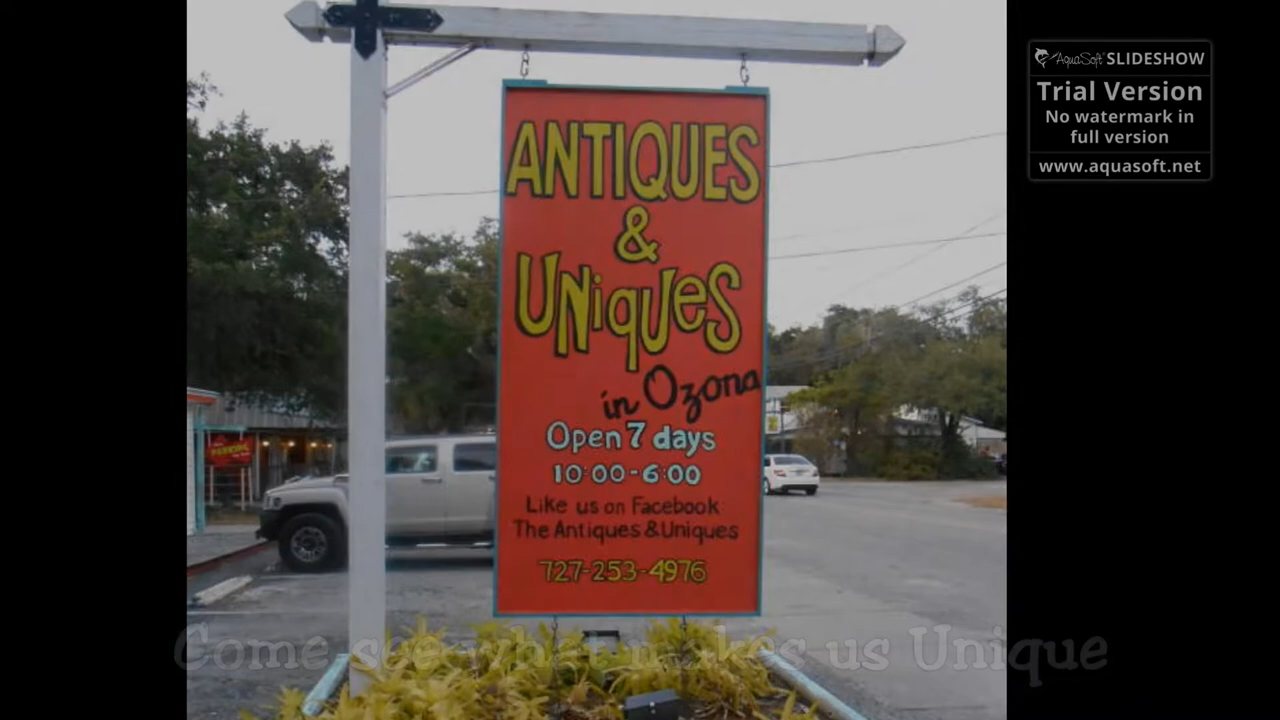 ANTIQUES
&
UNiqUeS
in Ozona
Open 7 days
10:00-6:00
Like us on Facebook:
The Antiques & Uniques
727-253-4976
PARKING
Come see what makes us Unique
AquaSoft SLIDESHOW
Trial Version
No watermark in
full version
www.aquasoft.net